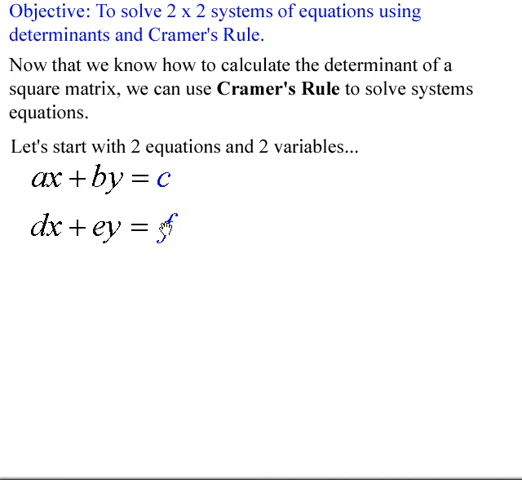 Objective: To solve 2 x 2 systems of equations using
determinants and Cramer's Rule.
Now that we know how to calculate the determinant of a
square matrix, we can use Cramer's Rule to solve systems
equations.
Let's start with 2 equations and 2 variables...
ax + by = c
dx + ey = f